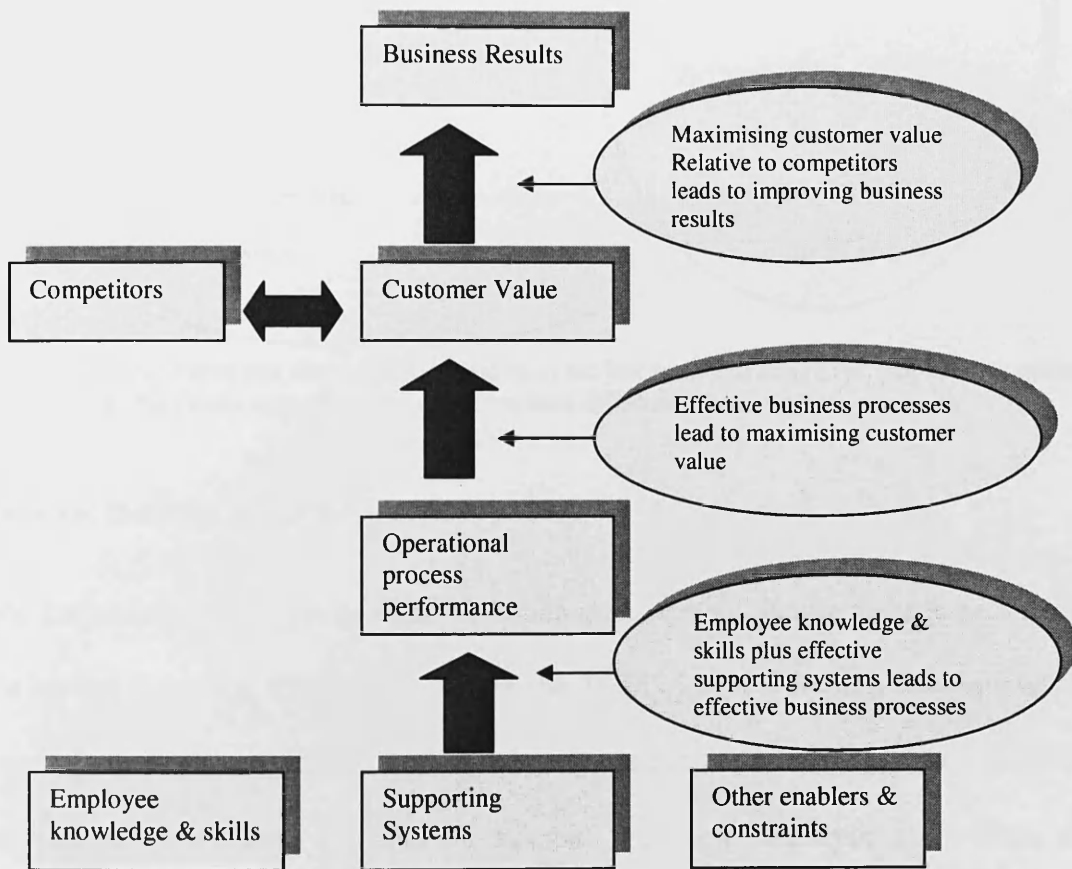 Business Results
Maximising customer value
Relative to competitors
leads to improving business
results
Competitors
Customer Value
Effective business processes
lead to maximising customer
value
Operational
process
performance
Employee knowledge &
skills plus effective
supporting systems leads to
effective business processes
Employee
knowledge & skills
Supporting
Systems
Other enablers &
constraints